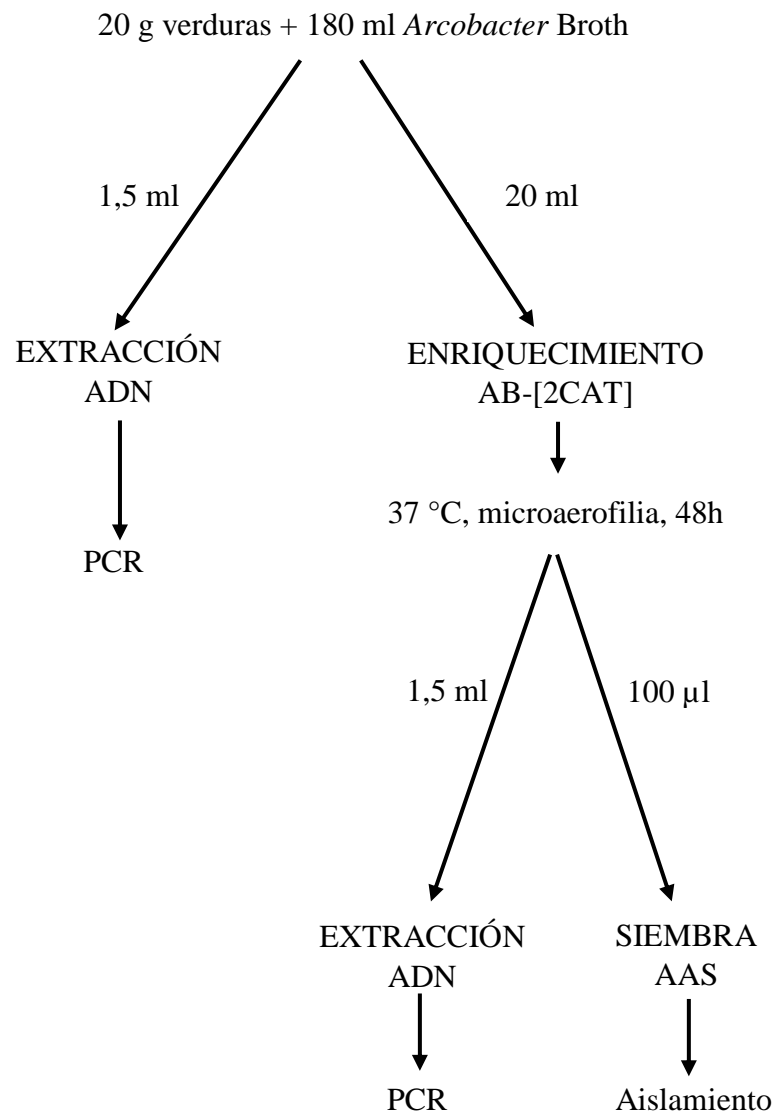 20 g verduras + 180 ml Arcobacter Broth
1,5 ml
20 ml
EXTRACCIÓN
ADN
PCR
ENRIQUECIMIENTO
AB-[2CAT]
37 °C, microaerofilia, 48h
1,5 ml
100 µl
EXTRACCIÓN
ADN
PCR
SIEMBRA
AAS
Aislamiento